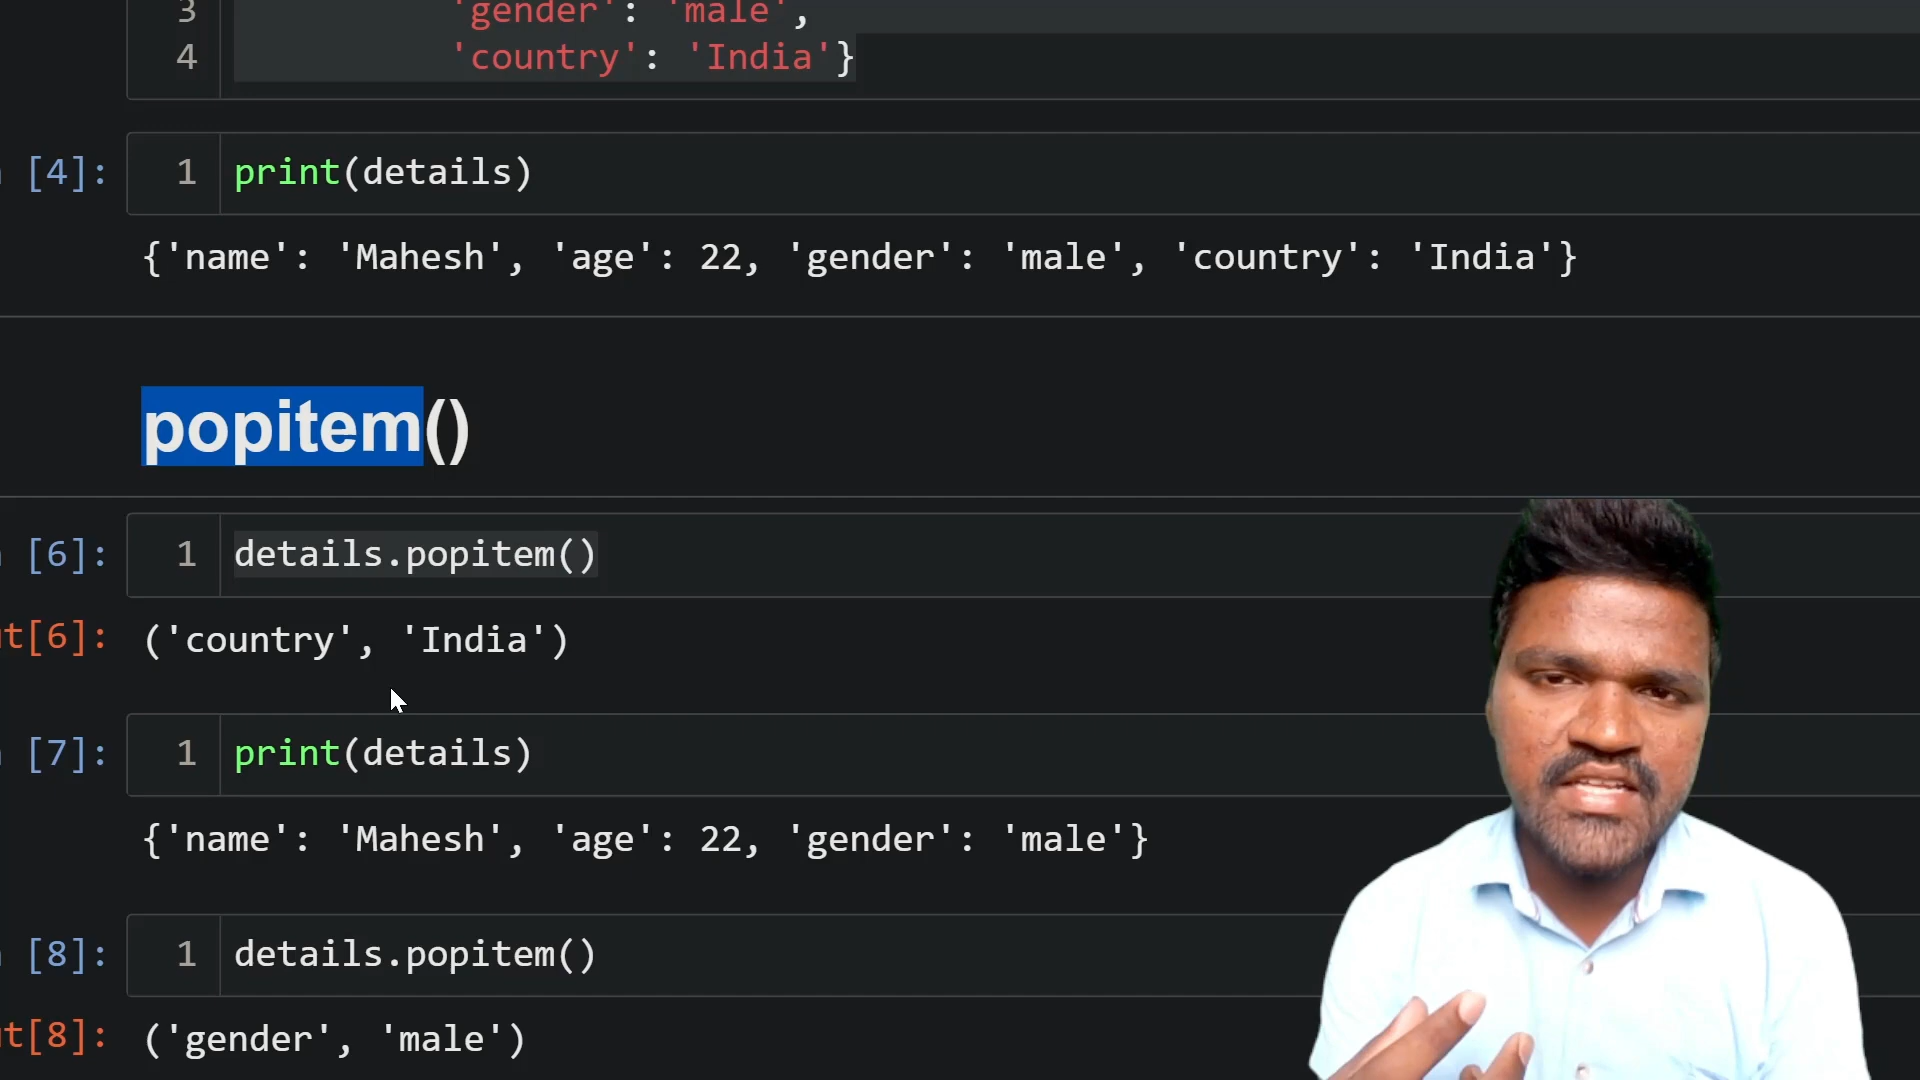 3 'gender': 'male',
4 'country': 'India'}
[4]: 1 print(details)
{'name': 'Mahesh', 'age': 22, 'gender': 'male', 'country': 'India'}
popitem()
[6]: 1 details.popitem()
t[6]: ('country', 'India')
[7]: 1 print(details)
{'name': 'Mahesh', 'age': 22, 'gender': 'male'}
[8]: 1 details.popitem()
t[8]: ('gender', 'male')